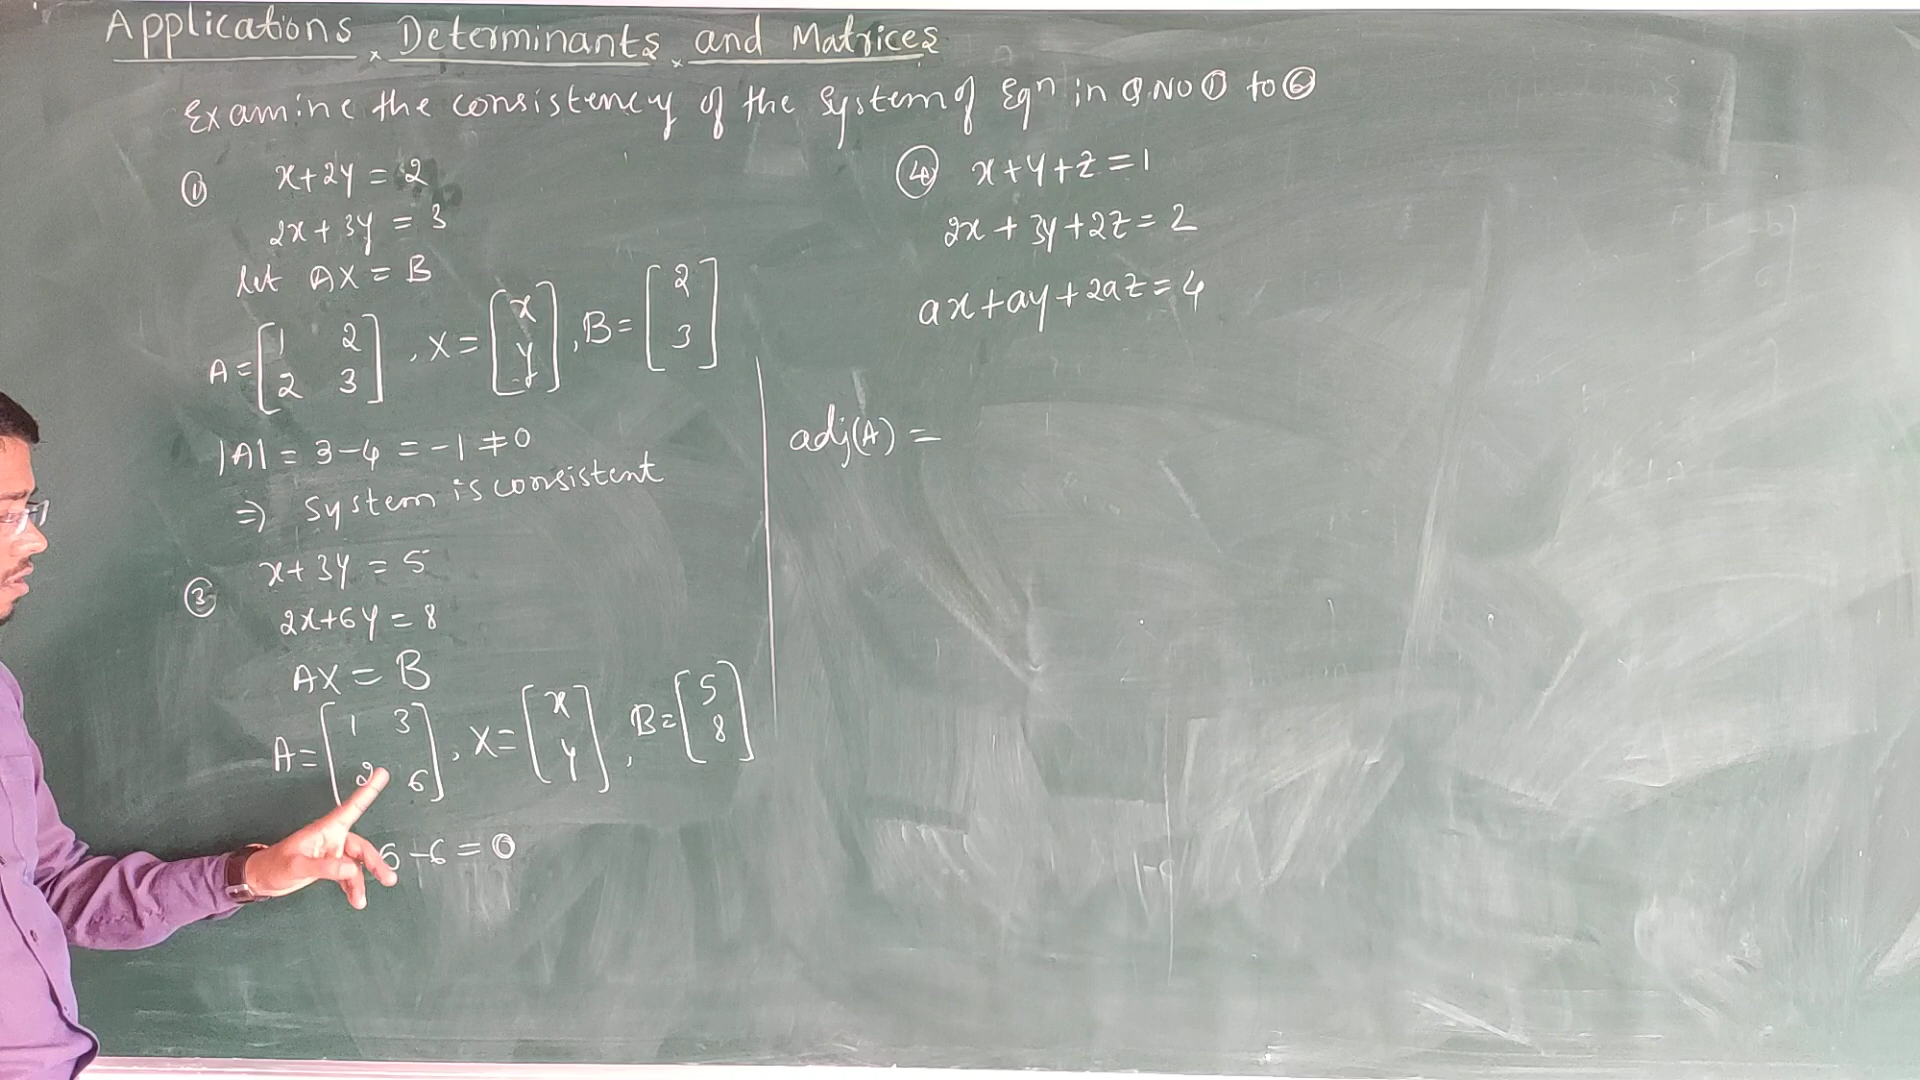 Applications Determinants and Matrices
Examine the consistency of the System of Eqn in Q.NO ① to ⑥
① x+2y = 2
2x+3y = 3
let AX = B
A = [1 2 2 3], X = [x y], B = [2 3]
|A| = 3-4 = -1 ≠ 0
⇒ System is consistent
③ x+3y = 5
2x+6y = 8
AX = B
A = [1 3 2 6], X = [x y], B = [5 8]
6-6 = 0
④ x+y+z = 1
2x+3y+2z = 2
ax+ay+2az = 4
adj(A) =